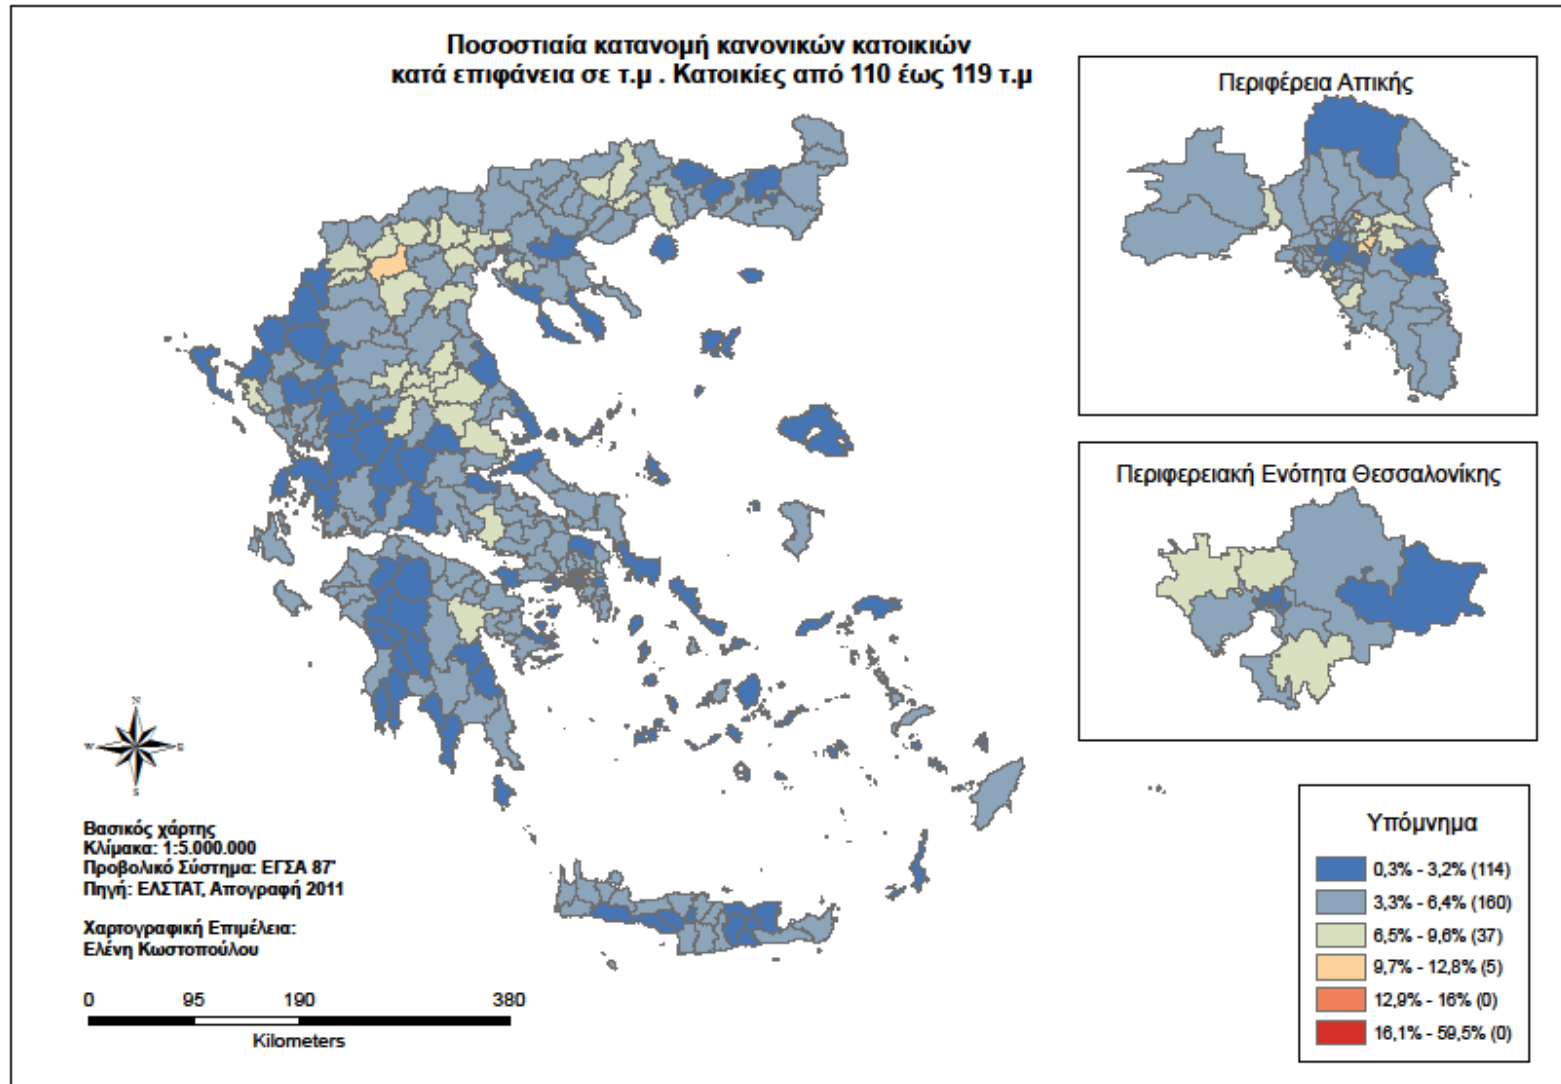 Ποσοστιαία κατανομή κανονικών κατοικιών
κατά επιφάνεια σε τ.μ . Κατοικίες από 110 έως 119 τ.μ
Περιφέρεια Αττικής
Περιφερειακή Ενότητα Θεσσαλονίκης
N
W
E
S
Βασικός χάρτης
Κλίμακα: 1:5.000.000
Προβολικό Σύστημα: ΕΓΣΑ 87'
Πηγή: ΕΛΣΤΑΤ, Απογραφή 2011
Χαρτογραφική Επιμέλεια:
Ελένη Κωστοπούλου
0 95 190 380
Kilometers
Υπόμνημα
0,3% - 3,2% (114)
3,3% - 6,4% (160)
6,5% - 9,6% (37)
9,7% - 12,8% (5)
12,9% - 16% (0)
16,1% - 59,5% (0)